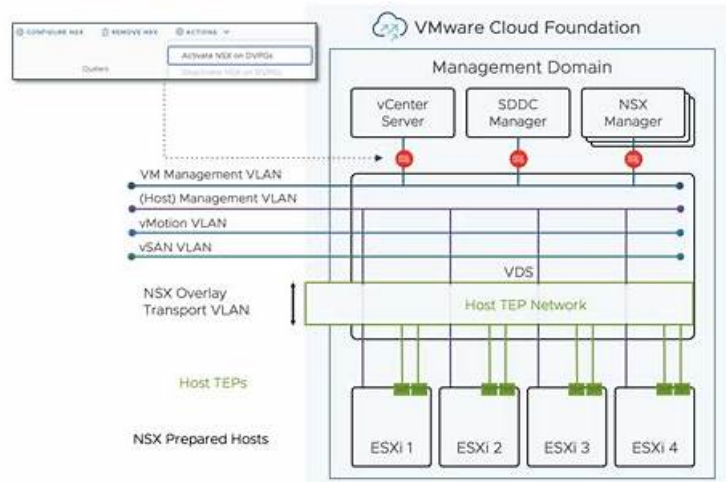 CONFIGURE NSX
REMOVE NSX
ACTIONS
Activate NSX on DVPGs
Deactivate NSX on DVPGs
Clusters
VMware Cloud Foundation
Management Domain
vCenter
Server
SDDC
Manager
NSX
Manager
VM Management VLAN
(Host) Management VLAN
vMotion VLAN
vSAN VLAN
VDS
NSX Overlay
Transport VLAN
Host TEP Network
Host TEPs
NSX Prepared Hosts
ESXi 1
ESXi 2
ESXi 3
ESXi 4